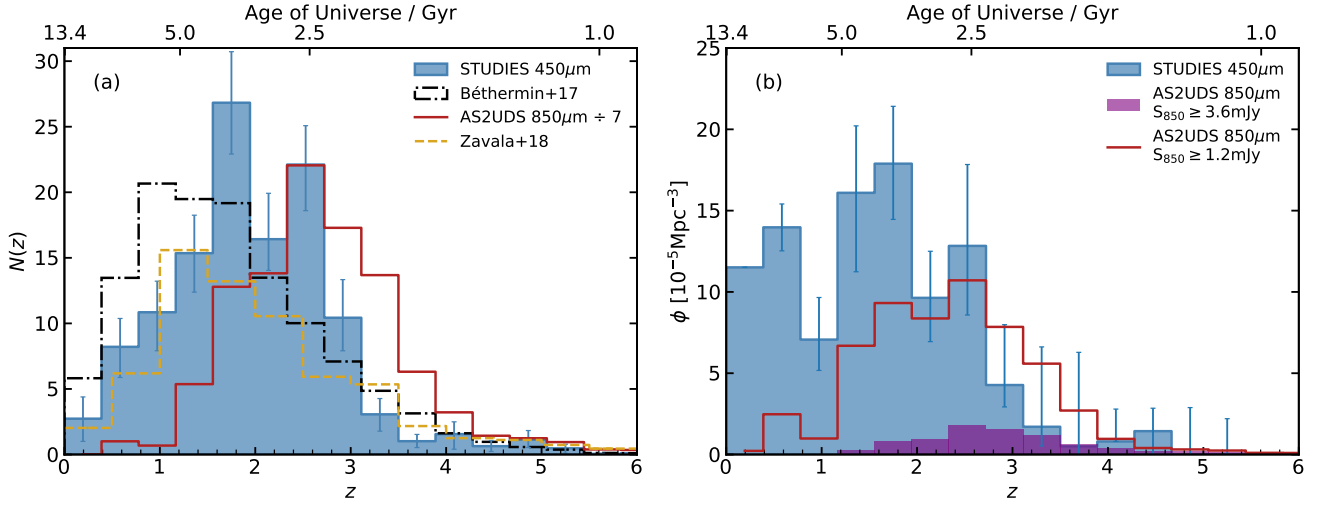 Age of Universe / Gyr
13.4 5.0 2.5 1.0
(a)
STUDIES 450μm
Béthermin+17
AS2UDS 850μm ÷ 7
Zavala+18
N(z)
30
25
20
15
10
5
0
0 1 2 3 4 5 6
z
Age of Universe / Gyr
13.4 5.0 2.5 1.0
(b)
STUDIES 450μm
AS2UDS 850μm
S₈₅₀ ≥ 3.6mJy
AS2UDS 850μm
S₈₅₀ ≥ 1.2mJy
ϕ [10⁻⁵Mpc⁻³]
25
20
15
10
5
0
0 1 2 3 4 5 6
z